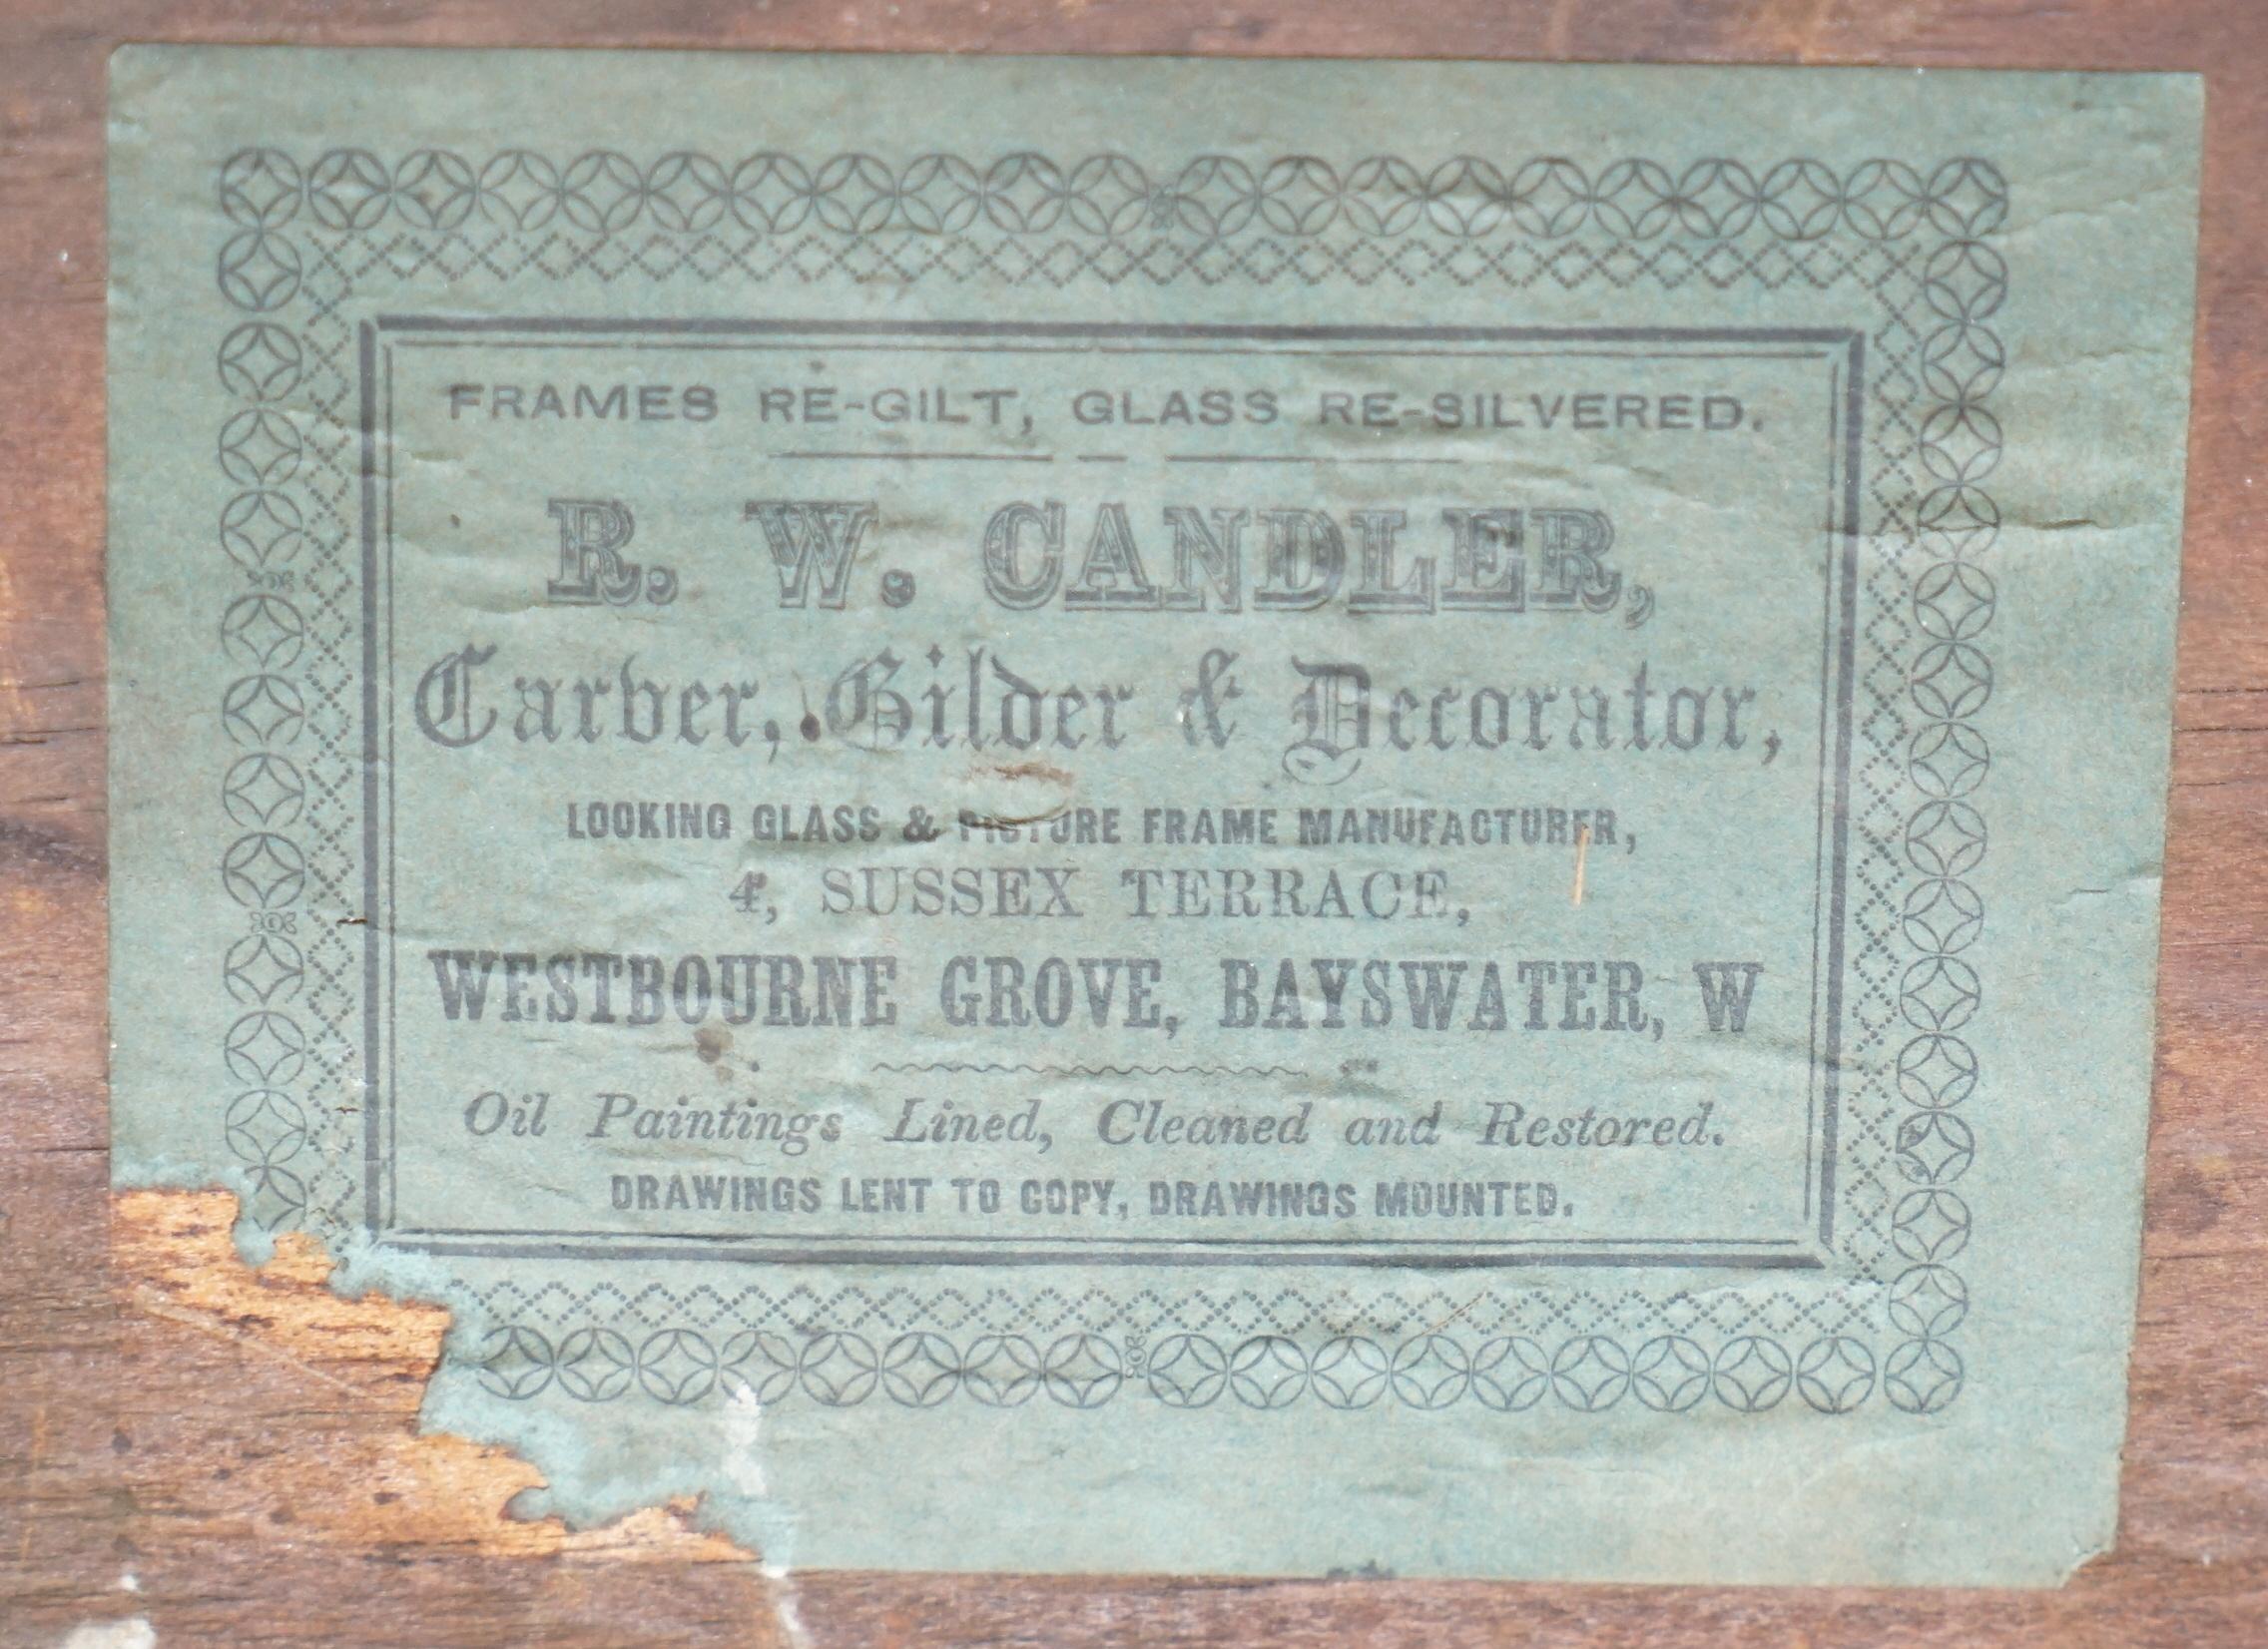 FRAMES RE-GILT, GLASS RE-SILVERED.
R. W. CANDLER,
Carver, Gilder & Decorator,
LOOKING GLASS & PICTURE FRAME MANUFACTURER,
4, SUSSEX TERRACE,
WESTBOURNE GROVE, BAYSWATER, W
Oil Paintings Lined, Cleaned and Restored.
DRAWINGS LENT TO COPY, DRAWINGS MOUNTED.